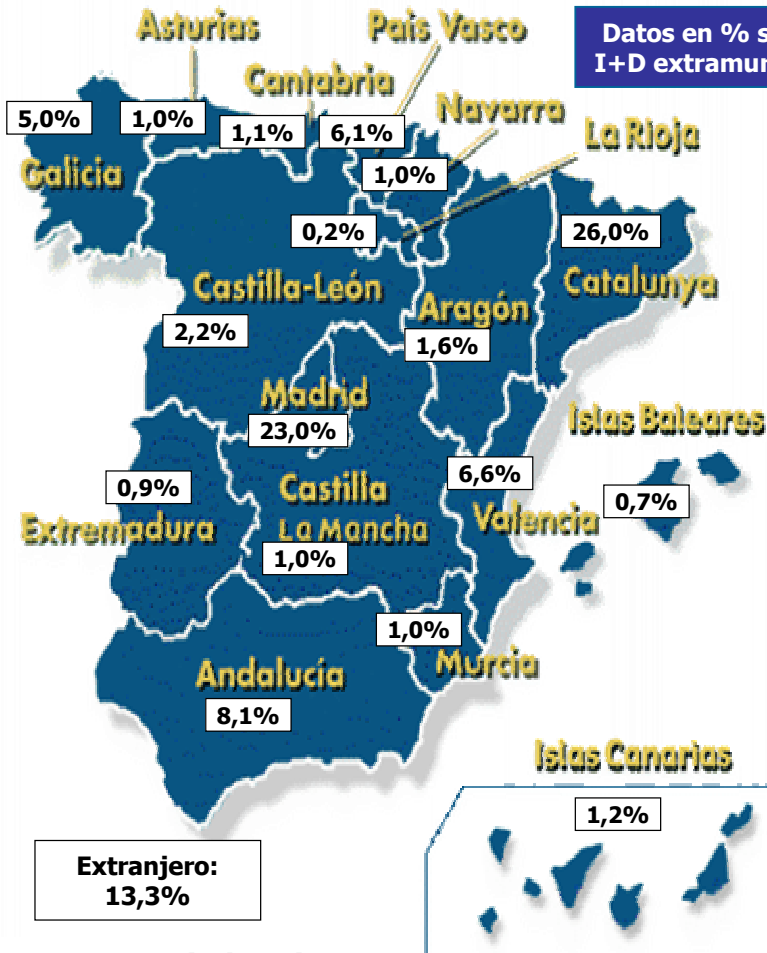 Asturias
País Vasco
Datos en % s
I+D extramur
Cantabria
Navarra
5,0%
1,0%
1,1%
6,1%
La Rioja
Galicia
1,0%
0,2%
26,0%
Castilla-León
Aragón
Catalunya
2,2%
1,6%
Madrid
23,0%
Islas Baleares
0,9%
Castilla
La Mancha
6,6%
Valencia
0,7%
Extremadura
1,0%
1,0%
Murcia
Andalucía
8,1%
Islas Canarias
1,2%
Extranjero:
13,3%